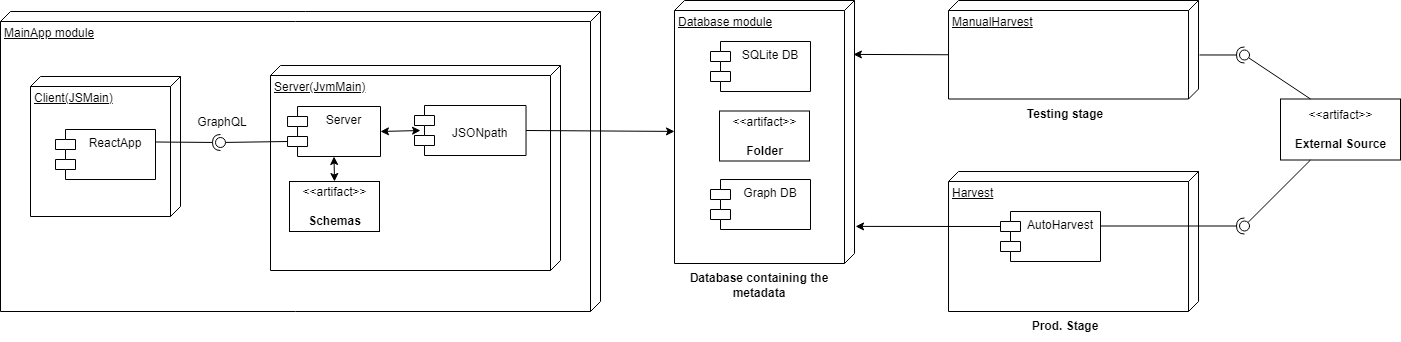 MainApp module
Client(JSMain)
ReactApp
GraphQL
Server(JvmMain)
Server
JSONpath
<<artifact>>
Schemas
Database module
SQLite DB
<<artifact>>
Folder
Graph DB
Database containing the
metadata
ManualHarvest
Testing stage
Harvest
AutoHarvest
Prod. Stage
<<artifact>>
External Source